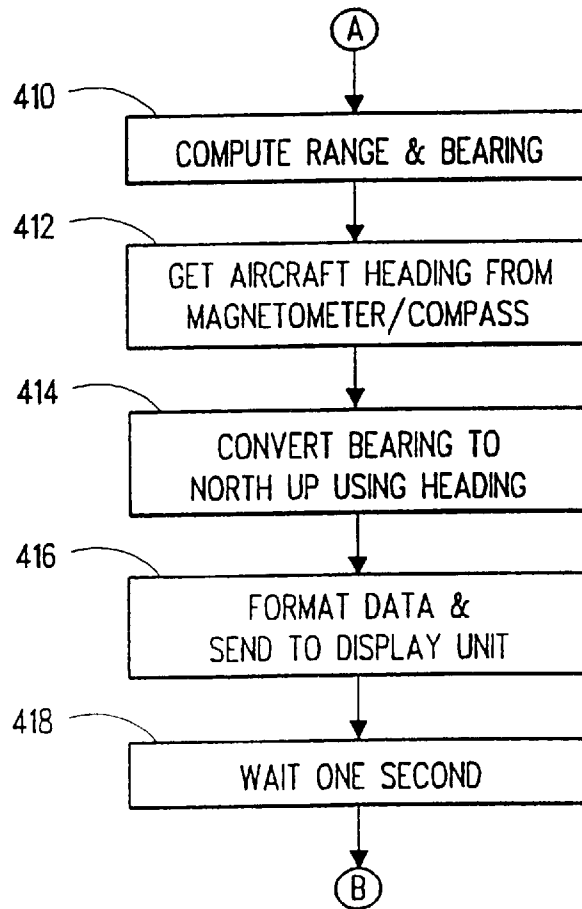 A
410
COMPUTE RANGE & BEARING
412
GET AIRCRAFT HEADING FROM
MAGNETOMETER/COMPASS
414
CONVERT BEARING TO
NORTH UP USING HEADING
416
FORMAT DATA &
SEND TO DISPLAY UNIT
418
WAIT ONE SECOND
B